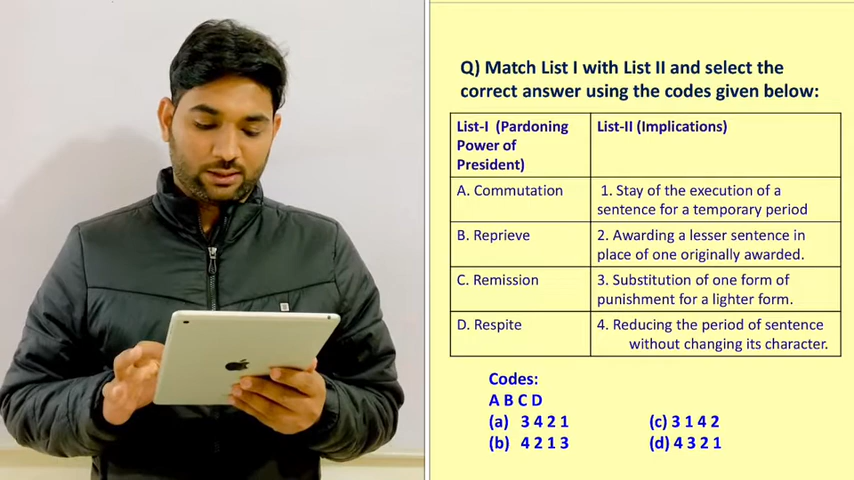 Q) Match List I with List II and select the
correct answer using the codes given below:
List-I (Pardoning
Power of
President)
List-II (Implications)
A. Commutation
1. Stay of the execution of a
sentence for a temporary period
B. Reprieve
2. Awarding a lesser sentence in
place of one originally awarded.
C. Remission
3. Substitution of one form of
punishment for a lighter form.
D. Respite
4. Reducing the period of sentence
without changing its character.
Codes:
A B C D
(a) 3 4 2 1
(c) 3 1 4 2
(b) 4 2 1 3
(d) 4 3 2 1